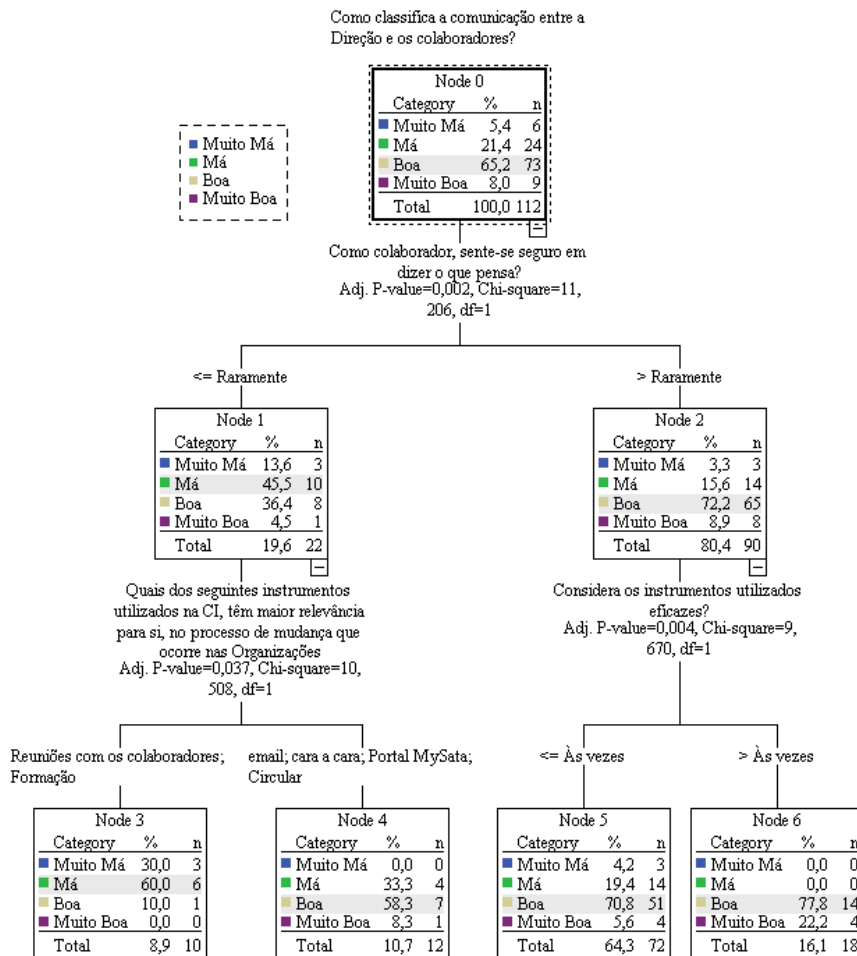 Como classifica a comunicação entre a
Direção e os colaboradores?
Node 0
Category % n
Muito Má 5,4 6
Má 21,4 24
Boa 65,2 73
Muito Boa 8,0 9
Total 100,0 112
Muito Má
Má
Boa
Muito Boa
Como colaborador, sente-se seguro em
dizer o que pensa?
Adj. P-value=0,002, Chi-square=11,
206, df=1
<= Raramente
> Raramente
Node 1
Category % n
Muito Má 13,6 3
Má 45,5 10
Boa 36,4 8
Muito Boa 4,5 1
Total 19,6 22
Node 2
Category % n
Muito Má 3,3 3
Má 15,6 14
Boa 72,2 65
Muito Boa 8,9 8
Total 80,4 90
Quais dos seguintes instrumentos
utilizados na CI, têm maior relevância
para si, no processo de mudança que
ocorre nas Organizações
Adj. P-value=0,037, Chi-square=10,
508, df=1
Considera os instrumentos utilizados
eficazes?
Adj. P-value=0,004, Chi-square=9,
670, df=1
Reuniões com os colaboradores;
Formação
email; cara a cara; Portal MySata;
Circular
<= Às vezes
> Às vezes
Node 3
Category % n
Muito Má 30,0 3
Má 60,0 6
Boa 10,0 1
Muito Boa 0,0 0
Total 8,9 10
Node 4
Category % n
Muito Má 0,0 0
Má 33,3 4
Boa 58,3 7
Muito Boa 8,3 1
Total 10,7 12
Node 5
Category % n
Muito Má 4,2 3
Má 19,4 14
Boa 70,8 51
Muito Boa 5,6 4
Total 64,3 72
Node 6
Category % n
Muito Má 0,0 0
Má 0,0 0
Boa 77,8 14
Muito Boa 22,2 4
Total 16,1 18